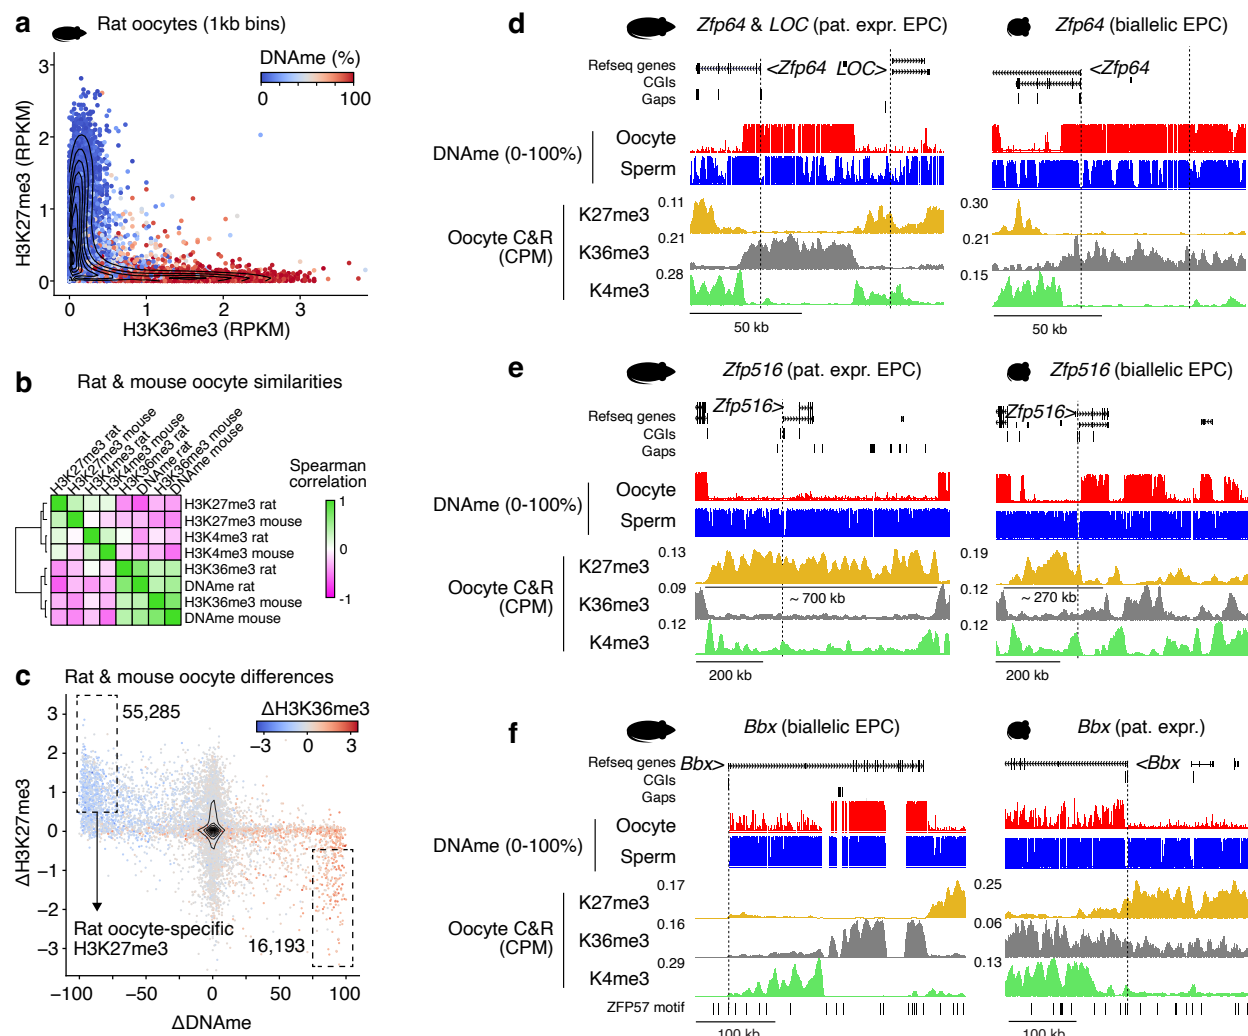 a
Rat oocytes (1kb bins)
DNAme (%)
0 100
3
2
1
0
H3K27me3 (RPKM)
0 1 2 3
H3K36me3 (RPKM)
b
Rat & mouse oocyte similarities
H3K27me3 rat
H3K27me3 mouse
H3K4me3 rat
H3K4me3 mouse
H3K36me3 rat
DNAme rat
H3K36me3 mouse
DNAme mouse
Spearman
correlation
1
0
-1
H3K27me3 rat
H3K27me3 mouse
H3K4me3 rat
H3K4me3 mouse
H3K36me3 rat
DNAme rat
H3K36me3 mouse
DNAme mouse
c
Rat & mouse oocyte differences
55,285
ΔH3K36me3
−3 0 3
3
2
1
0
−1
−2
−3
ΔH3K27me3
Rat oocyte-specific
H3K27me3
16,193
−100 −50 0 50 100
ΔDNAme
d
Zfp64 & LOC (pat. expr. EPC)
Zfp64 (biallelic EPC)
Refseq genes
CGIs
Gaps
<Zfp64 LOC>
<Zfp64
DNAme (0-100%)
Oocyte
Sperm
Oocyte C&R
(CPM)
K27me3
0.11
0.30
K36me3
0.21
0.21
K4me3
0.28
0.15
50 kb
50 kb
e
Zfp516 (pat. expr. EPC)
Zfp516 (biallelic EPC)
Refseq genes
CGIs
Gaps
Zfp516>
Zfp516>
DNAme (0-100%)
Oocyte
Sperm
Oocyte C&R
(CPM)
K27me3
0.13
0.19
~ 700 kb
~ 270 kb
K36me3
0.09
0.12
K4me3
0.12
0.12
200 kb
200 kb
f
Bbx (biallelic EPC)
Bbx (pat. expr.)
Refseq genes
CGIs
Gaps
Bbx>
<Bbx
DNAme (0-100%)
Oocyte
Sperm
Oocyte C&R
(CPM)
K27me3
0.17
0.25
K36me3
0.16
0.06
K4me3
0.29
0.13
ZFP57 motif
100 kb
100 kb